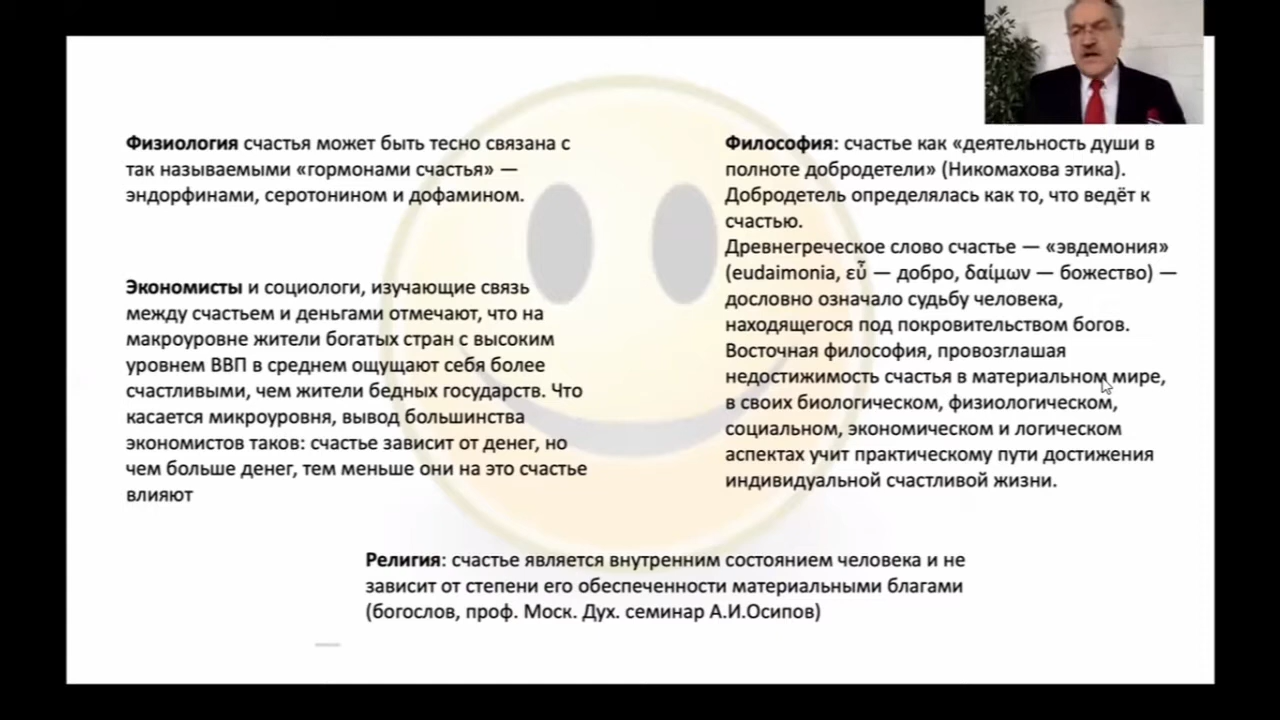 Физиология счастья может быть тесно связана с
так называемыми «гормонами счастья» —
эндорфинами, серотонином и дофамином.
Экономисты и социологи, изучающие связь
между счастьем и деньгами отмечают, что на
макроуровне жители богатых стран с высоким
уровнем ВВП в среднем ощущают себя более
счастливыми, чем жители бедных государств. Что
касается микроуровня, вывод большинства
экономистов таков: счастье зависит от денег, но
чем больше денег, тем меньше они на это счастье
влияют
Философия: счастье как «деятельность души в
полноте добродетели» (Никомахова этика).
Добродетель определялась как то, что ведёт к
счастью.
Древнегреческое слово счастье — «эвдемония»
(eudaimonia, εὖ — добро, δαίμων — божество) —
дословно означало судьбу человека,
находящегося под покровительством богов.
Восточная философия, провозглашая
недостижимость счастья в материальном мире,
в своих биологическом, физиологическом,
социальном, экономическом и логическом
аспектах учит практическому пути достижения
индивидуальной счастливой жизни.
Религия: счастье является внутренним состоянием человека и не
зависит от степени его обеспеченности материальными благами
(богослов, проф. Моск. Дух. семинар А.И.Осипов)